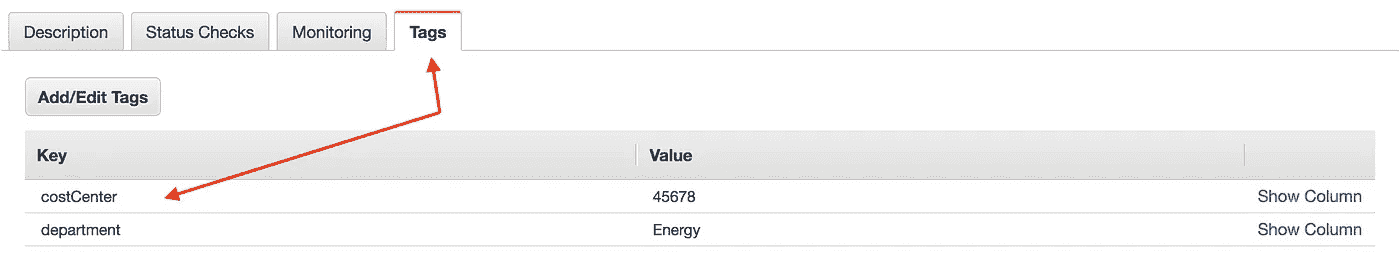 Description Status Checks Monitoring Tags
Add/Edit Tags
Key Value
costCenter 45678 Show Column
department Energy Show Column